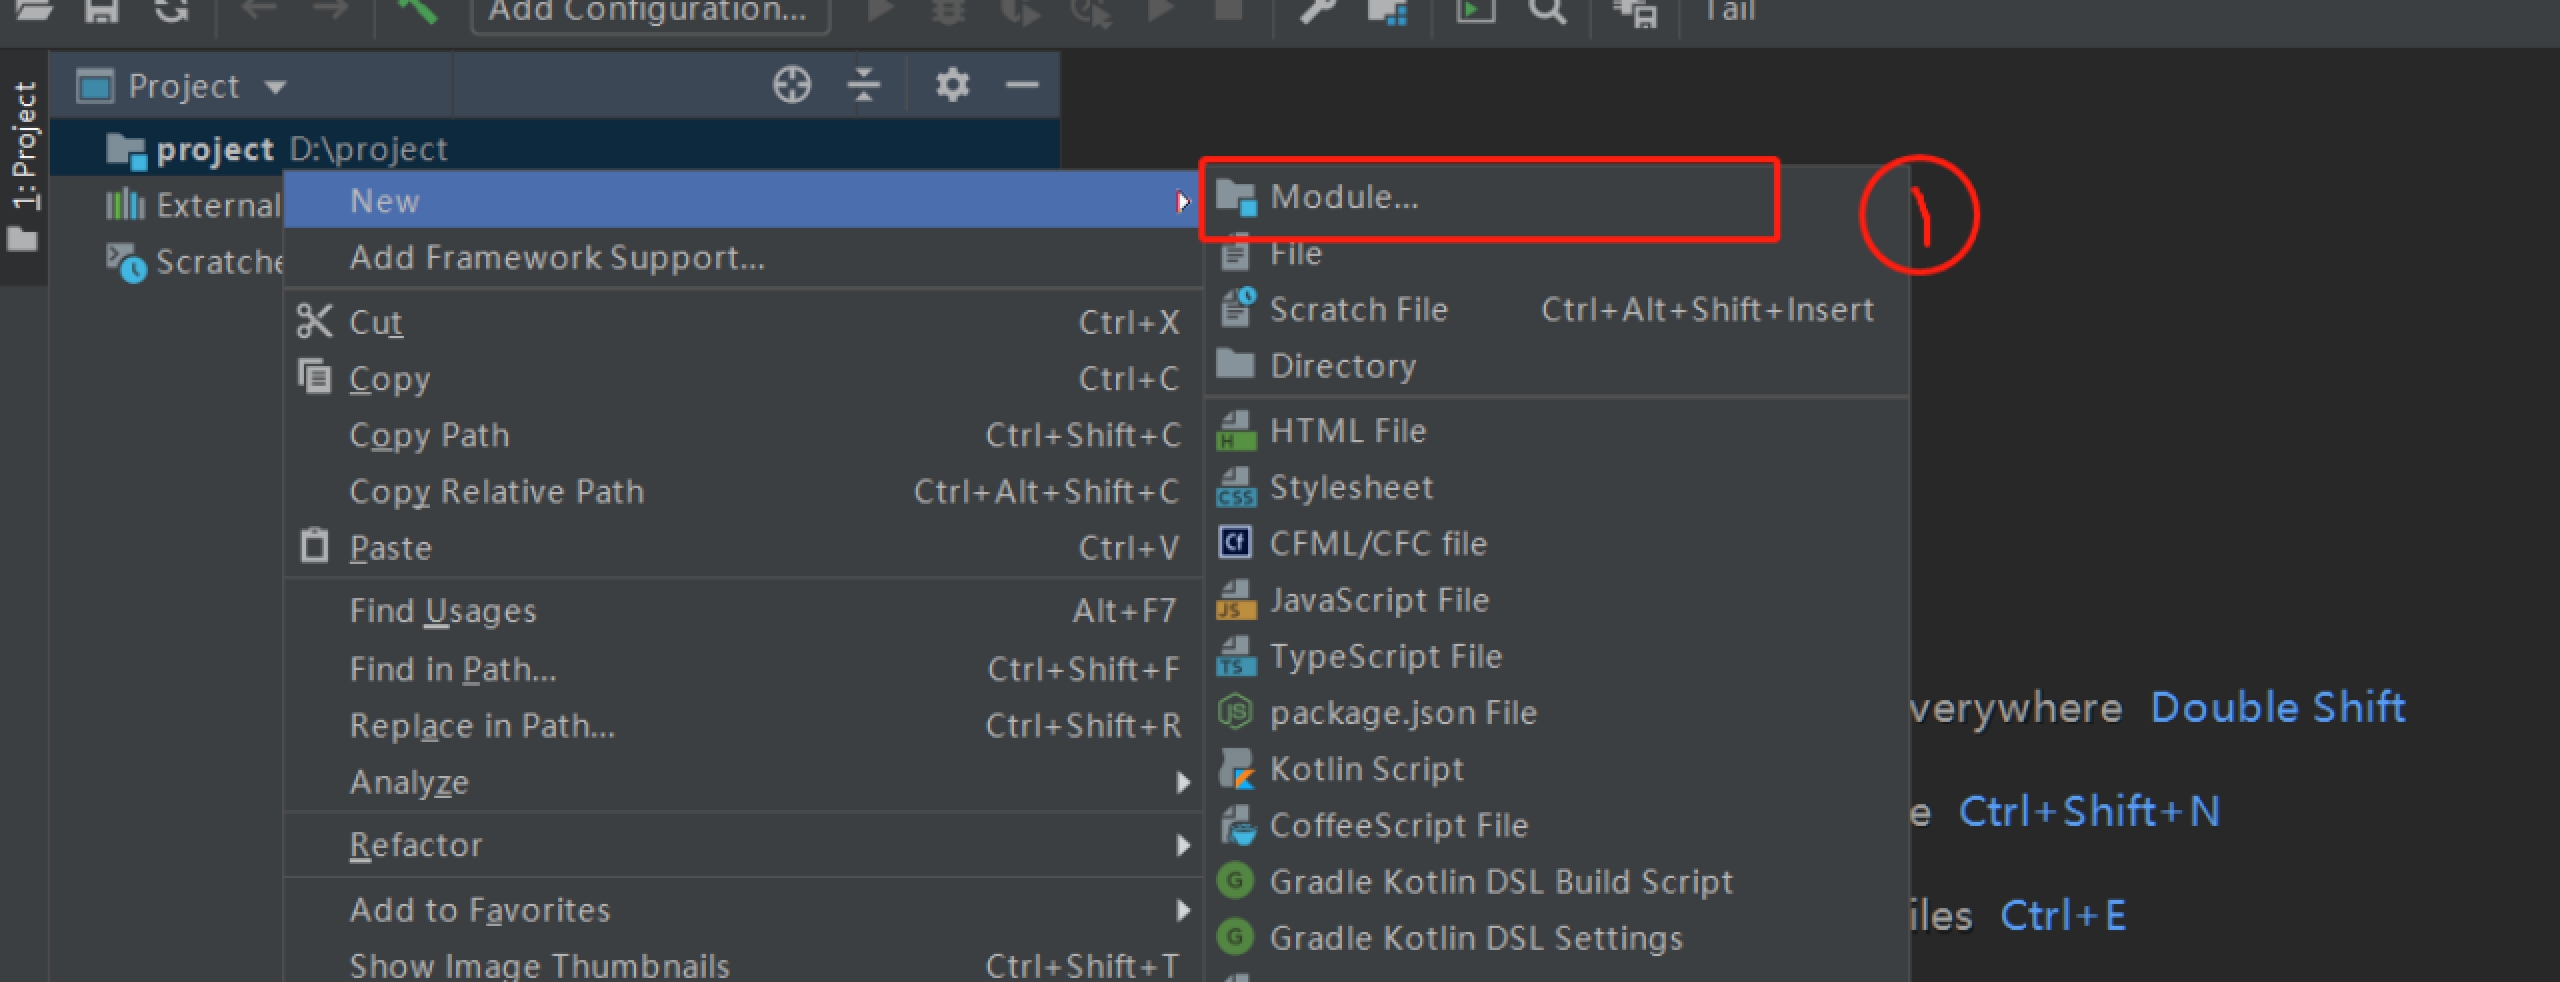 Add Configuration...
Tail
Project
1: Project
project D:\project
External
Scratche
New
Add Framework Support...
Cut Ctrl+X
Copy Ctrl+C
Copy Path Ctrl+Shift+C
Copy Relative Path Ctrl+Alt+Shift+C
Paste Ctrl+V
Find Usages Alt+F7
Find in Path... Ctrl+Shift+F
Replace in Path... Ctrl+Shift+R
Analyze
Refactor
Add to Favorites
Show Image Thumbnails Ctrl+Shift+T
Module...
1
File
Scratch File Ctrl+Alt+Shift+Insert
Directory
HTML File
Stylesheet
CFML/CFC file
JavaScript File
TypeScript File
package.json File
Kotlin Script
CoffeeScript File
Gradle Kotlin DSL Build Script
Gradle Kotlin DSL Settings
verywhere Double Shift
e Ctrl+Shift+N
iles Ctrl+E